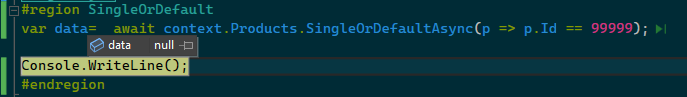 #region SingleOrDefault
var data=  await context.Products.SingleOrDefaultAsync(p => p.Id == 99999);
data null
Console.WriteLine();
#endregion